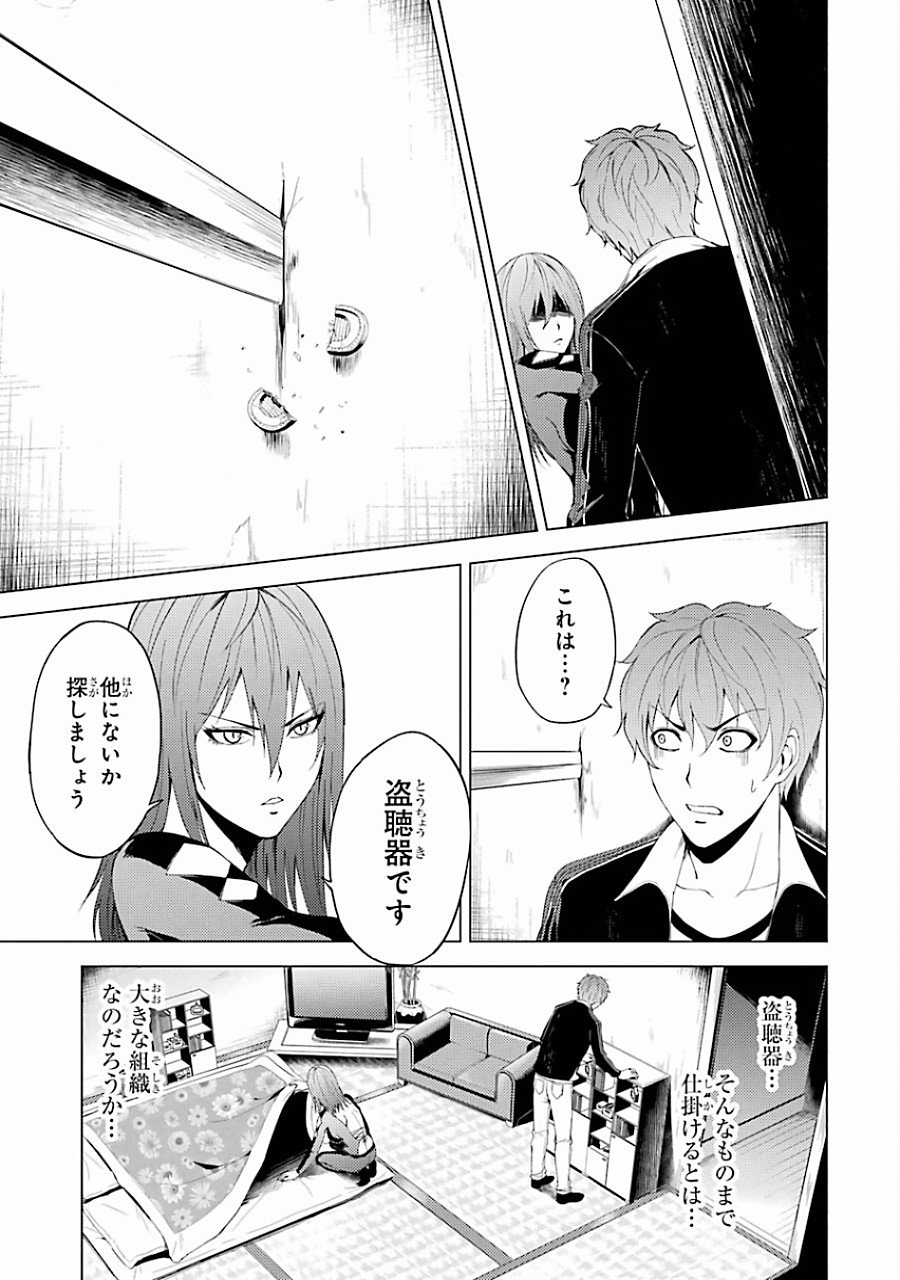 これは…？
盗聴器です
他にないか
探しましょう
盗聴器…
そんなものまで
仕掛けるとは…
大きな組織
なのだろうか…